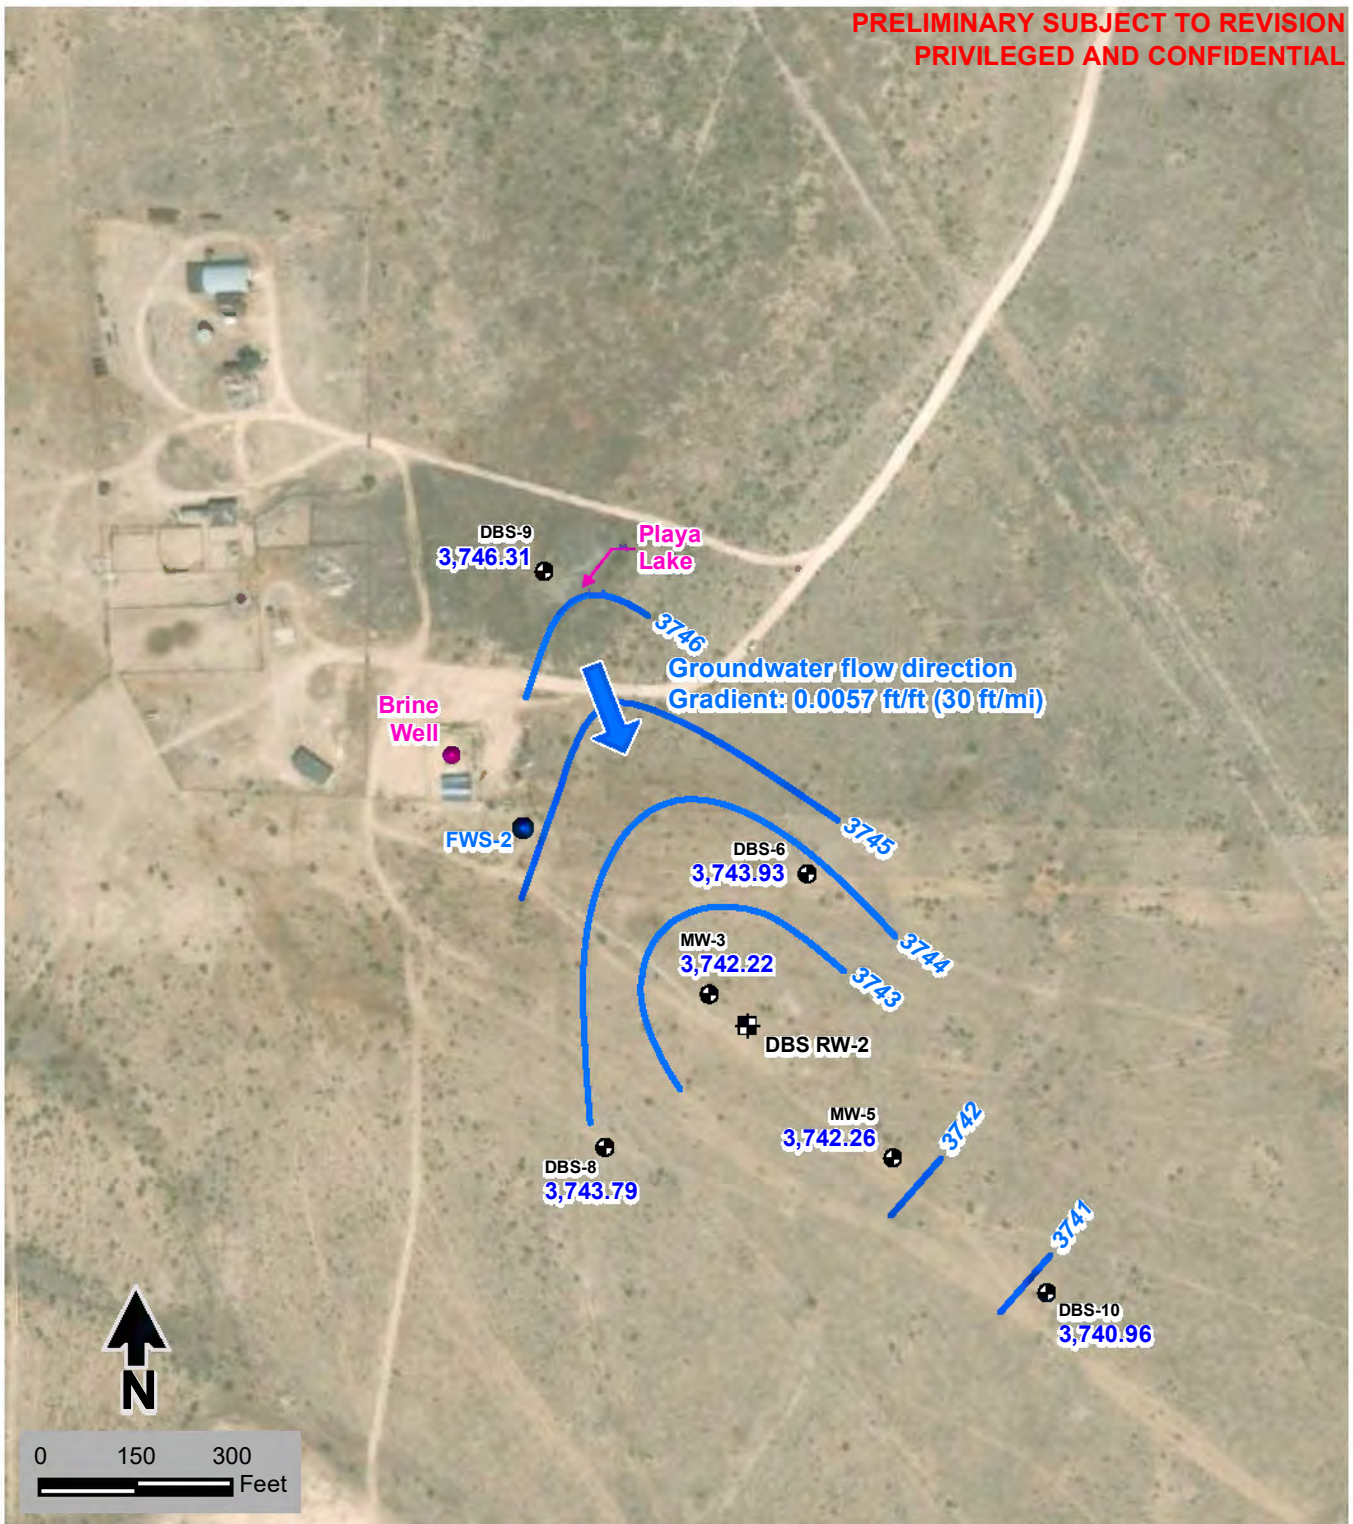 PRELIMINARY SUBJECT TO REVISION
PRIVILEGED AND CONFIDENTIAL
DBS-9
3,746.31
Playa
Lake
3746
Groundwater flow direction
Gradient: 0.0057 ft/ft (30 ft/mi)
Brine
Well
FWS-2
3745
DBS-6
3,743.93
3744
MW-3
3,742.22
3743
DBS RW-2
MW-5
3,742.26
3742
DBS-8
3,743.79
3741
DBS-10
3,740.96
N
0 150 300
Feet